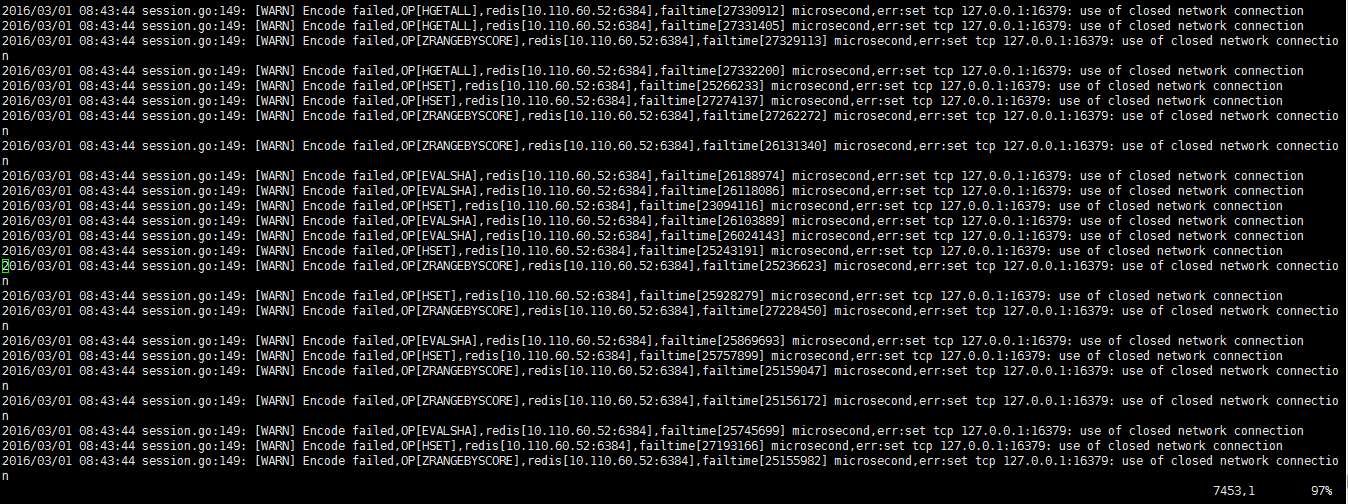 2016/03/01 08:43:44 session.go:149: [WARN] Encode failed,OP[HGETALL],redis[10.110.60.52:6384],failtime[27330912] microsecond,err:set tcp 127.0.0.1:16379: use of closed network connection
2016/03/01 08:43:44 session.go:149: [WARN] Encode failed,OP[HGETALL],redis[10.110.60.52:6384],failtime[27331405] microsecond,err:set tcp 127.0.0.1:16379: use of closed network connection
2016/03/01 08:43:44 session.go:149: [WARN] Encode failed,OP[ZRANGEBYSCORE],redis[10.110.60.52:6384],failtime[27329113] microsecond,err:set tcp 127.0.0.1:16379: use of closed network connectio
n
2016/03/01 08:43:44 session.go:149: [WARN] Encode failed,OP[HGETALL],redis[10.110.60.52:6384],failtime[27332200] microsecond,err:set tcp 127.0.0.1:16379: use of closed network connection
2016/03/01 08:43:44 session.go:149: [WARN] Encode failed,OP[HSET],redis[10.110.60.52:6384],failtime[25266233] microsecond,err:set tcp 127.0.0.1:16379: use of closed network connection
2016/03/01 08:43:44 session.go:149: [WARN] Encode failed,OP[HSET],redis[10.110.60.52:6384],failtime[27274137] microsecond,err:set tcp 127.0.0.1:16379: use of closed network connection
2016/03/01 08:43:44 session.go:149: [WARN] Encode failed,OP[ZRANGEBYSCORE],redis[10.110.60.52:6384],failtime[27262272] microsecond,err:set tcp 127.0.0.1:16379: use of closed network connectio
n
2016/03/01 08:43:44 session.go:149: [WARN] Encode failed,OP[ZRANGEBYSCORE],redis[10.110.60.52:6384],failtime[26131340] microsecond,err:set tcp 127.0.0.1:16379: use of closed network connectio
n
2016/03/01 08:43:44 session.go:149: [WARN] Encode failed,OP[EVALSHA],redis[10.110.60.52:6384],failtime[26188974] microsecond,err:set tcp 127.0.0.1:16379: use of closed network connection
2016/03/01 08:43:44 session.go:149: [WARN] Encode failed,OP[EVALSHA],redis[10.110.60.52:6384],failtime[26118086] microsecond,err:set tcp 127.0.0.1:16379: use of closed network connection
2016/03/01 08:43:44 session.go:149: [WARN] Encode failed,OP[HSET],redis[10.110.60.52:6384],failtime[23094116] microsecond,err:set tcp 127.0.0.1:16379: use of closed network connection
2016/03/01 08:43:44 session.go:149: [WARN] Encode failed,OP[EVALSHA],redis[10.110.60.52:6384],failtime[26103889] microsecond,err:set tcp 127.0.0.1:16379: use of closed network connection
2016/03/01 08:43:44 session.go:149: [WARN] Encode failed,OP[EVALSHA],redis[10.110.60.52:6384],failtime[26024143] microsecond,err:set tcp 127.0.0.1:16379: use of closed network connection
2016/03/01 08:43:44 session.go:149: [WARN] Encode failed,OP[HSET],redis[10.110.60.52:6384],failtime[25243191] microsecond,err:set tcp 127.0.0.1:16379: use of closed network connection
2016/03/01 08:43:44 session.go:149: [WARN] Encode failed,OP[ZRANGEBYSCORE],redis[10.110.60.52:6384],failtime[25236623] microsecond,err:set tcp 127.0.0.1:16379: use of closed network connectio
n
2016/03/01 08:43:44 session.go:149: [WARN] Encode failed,OP[HSET],redis[10.110.60.52:6384],failtime[25928279] microsecond,err:set tcp 127.0.0.1:16379: use of closed network connection
2016/03/01 08:43:44 session.go:149: [WARN] Encode failed,OP[ZRANGEBYSCORE],redis[10.110.60.52:6384],failtime[27228450] microsecond,err:set tcp 127.0.0.1:16379: use of closed network connectio
n
2016/03/01 08:43:44 session.go:149: [WARN] Encode failed,OP[EVALSHA],redis[10.110.60.52:6384],failtime[25869693] microsecond,err:set tcp 127.0.0.1:16379: use of closed network connection
2016/03/01 08:43:44 session.go:149: [WARN] Encode failed,OP[HSET],redis[10.110.60.52:6384],failtime[25757899] microsecond,err:set tcp 127.0.0.1:16379: use of closed network connection
2016/03/01 08:43:44 session.go:149: [WARN] Encode failed,OP[ZRANGEBYSCORE],redis[10.110.60.52:6384],failtime[25159047] microsecond,err:set tcp 127.0.0.1:16379: use of closed network connectio
n
2016/03/01 08:43:44 session.go:149: [WARN] Encode failed,OP[ZRANGEBYSCORE],redis[10.110.60.52:6384],failtime[25156172] microsecond,err:set tcp 127.0.0.1:16379: use of closed network connectio
n
2016/03/01 08:43:44 session.go:149: [WARN] Encode failed,OP[EVALSHA],redis[10.110.60.52:6384],failtime[25745699] microsecond,err:set tcp 127.0.0.1:16379: use of closed network connection
2016/03/01 08:43:44 session.go:149: [WARN] Encode failed,OP[HSET],redis[10.110.60.52:6384],failtime[27193166] microsecond,err:set tcp 127.0.0.1:16379: use of closed network connection
2016/03/01 08:43:44 session.go:149: [WARN] Encode failed,OP[ZRANGEBYSCORE],redis[10.110.60.52:6384],failtime[25155982] microsecond,err:set tcp 127.0.0.1:16379: use of closed network connectio
n
7453,1 97%